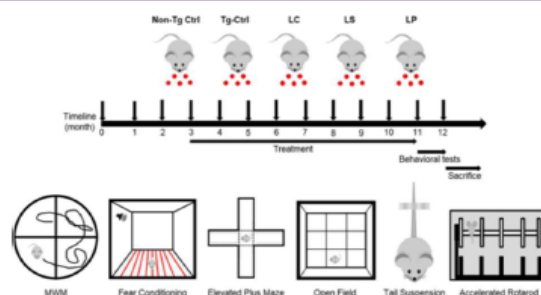 Non-Tg Ctrl Tg-Ctrl LC LS LP
Timeline
(month)
0 1 2 3 4 5 6 7 8 9 10 11 12
Treatment
Behavioral tests
Sacrifice
MWM Fear Conditioning Elevated Plus Maze Open Field Tail Suspension Accelerated Rotarod